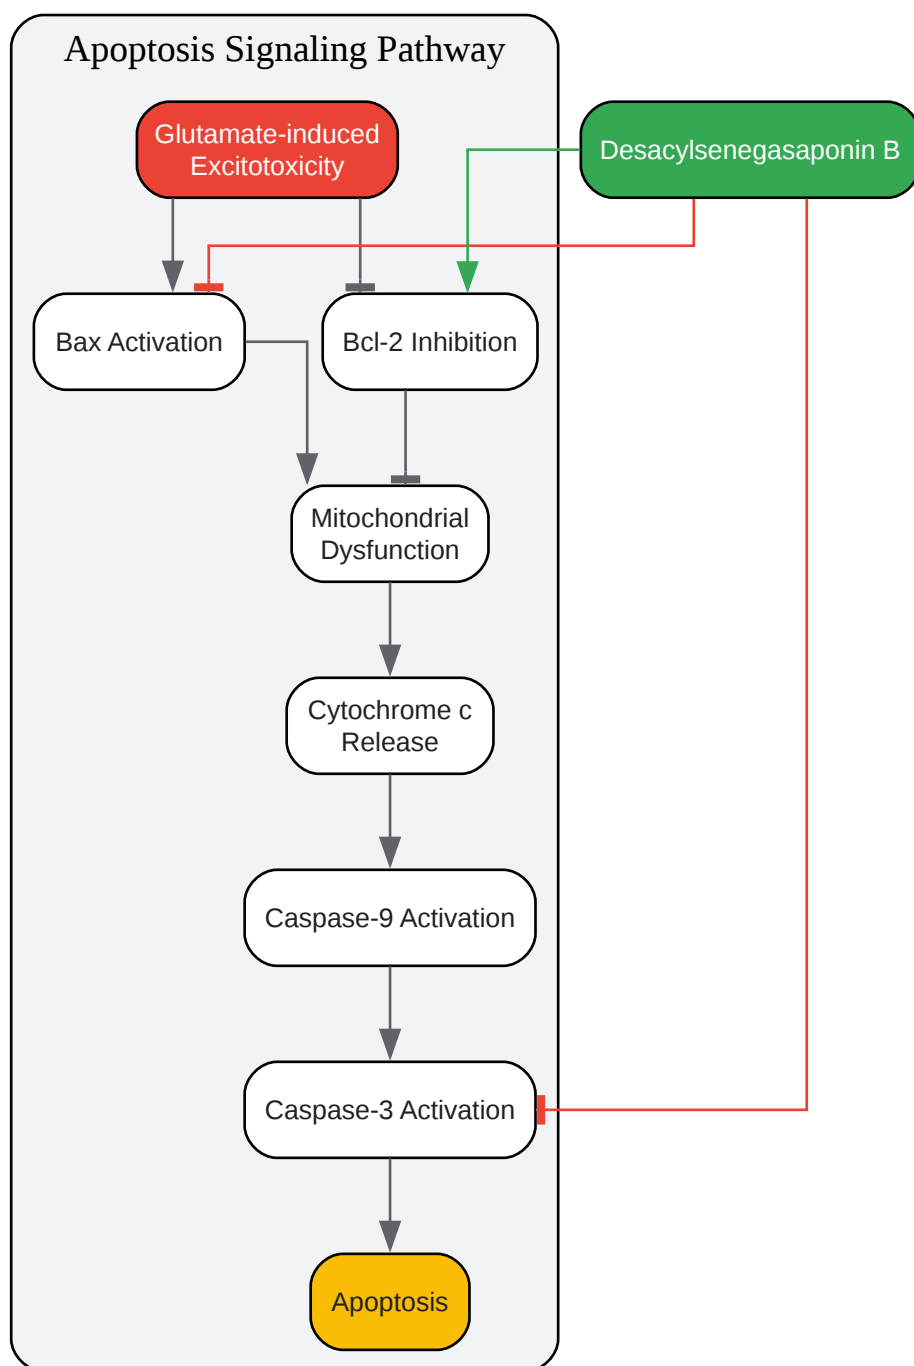 Apoptosis Signaling Pathway
Glutamate-induced
Excitotoxicity
Desacylsenegasaponin B
Bax Activation
Bcl-2 Inhibition
Mitochondrial
Dysfunction
Cytochrome c
Release
Caspase-9 Activation
Caspase-3 Activation
Apoptosis